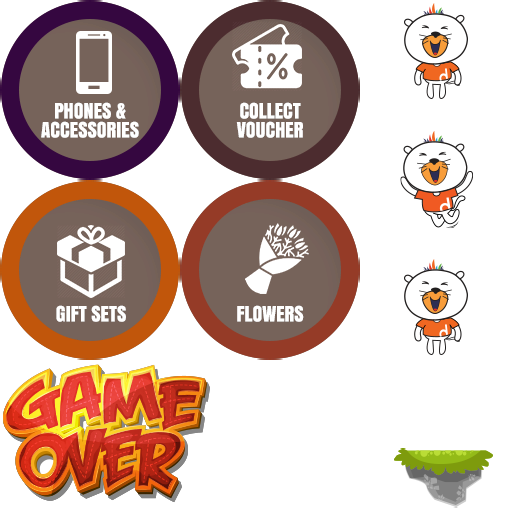 PHONES &
ACCESSORIES
COLLECT
VOUCHER
%
GIFT SETS
FLOWERS
d
d
d
GAME
OVER